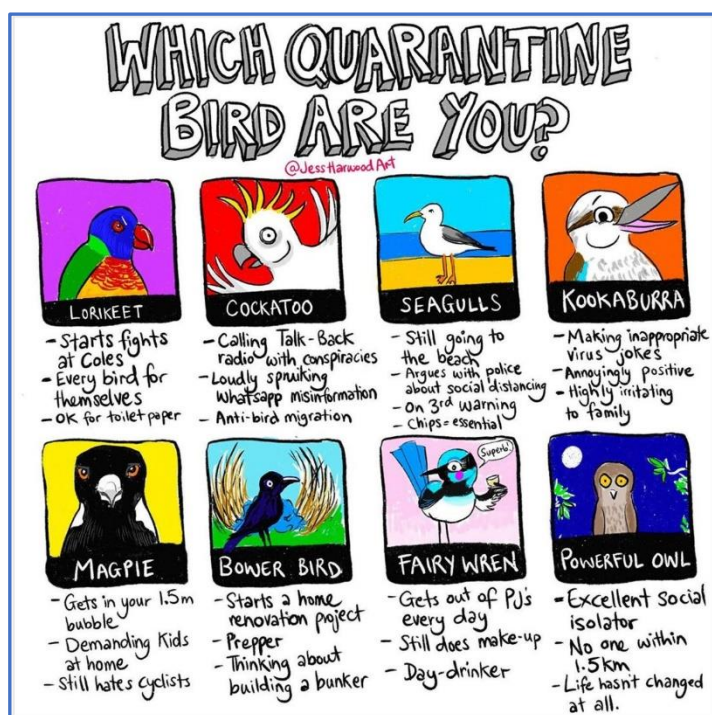 WHICH QUARANTINE
BIRD ARE YOU?
@JessHarwoodArt
LORIKEET
- Starts fights
at Coles
- Every bird for
themselves
- OK for toilet paper
COCKATOO
- Calling Talk-Back
radio with conspiracies
- Loudly spruiking
Whatsapp misinformation
- Anti-bird migration
SEAGULLS
- Still going to
the beach
- Argues with police
about social distancing
- On 3rd warning
- Chips = essential
KOOKABURRA
- Making inappropriate
virus jokes
- Annoyingly positive
- Highly irritating
to family
MAGPIE
- Gets in your 1.5m
bubble
- Demanding kids
at home
- Still hates cyclists
BOWER BIRD
- Starts a home
renovation project
- Prepper
- Thinking about
building a bunker
Superb!
FAIRY WREN
- Gets out of PJ's
every day
- Still does make-up
- Day-drinker
POWERFUL OWL
- Excellent social
isolator
- No one within
1.5km
- Life hasn't changed
at all.